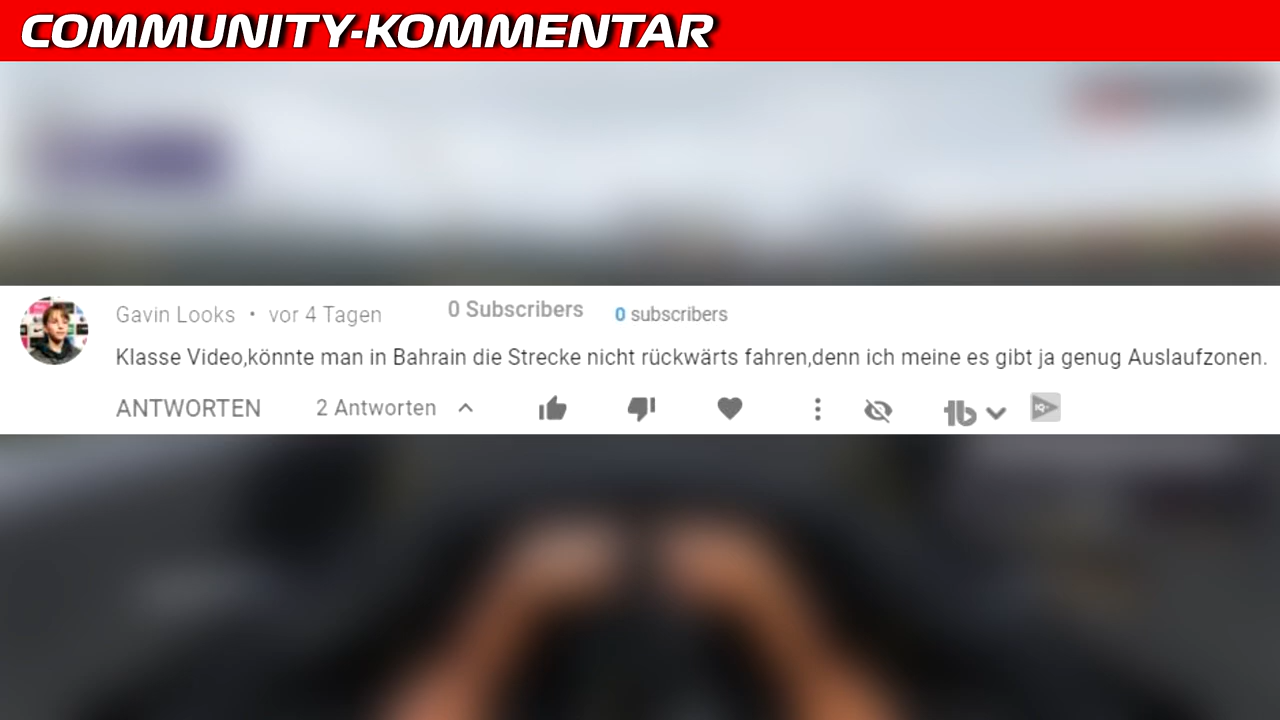 COMMUNITY-KOMMENTAR
Gavin Looks • vor 4 Tagen 0 Subscribers 0 subscribers
Klasse Video,könnte man in Bahrain die Strecke nicht rückwärts fahren,denn ich meine es gibt ja genug Auslaufzonen.
ANTWORTEN 2 Antworten